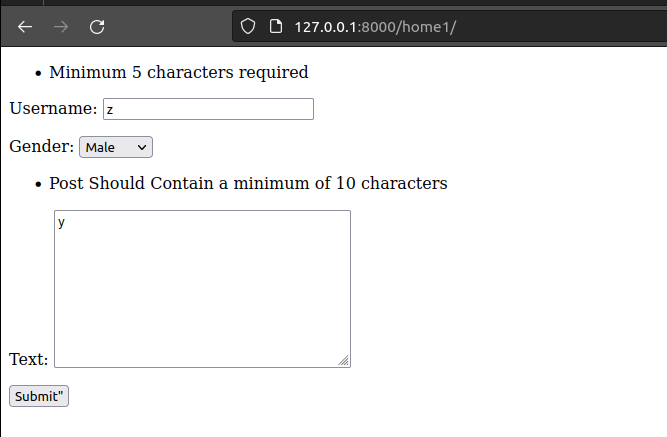 127.0.0.1:8000/home1/
• Minimum 5 characters required
Username: z
Gender: Male
• Post Should Contain a minimum of 10 characters
y
Text:
Submit"